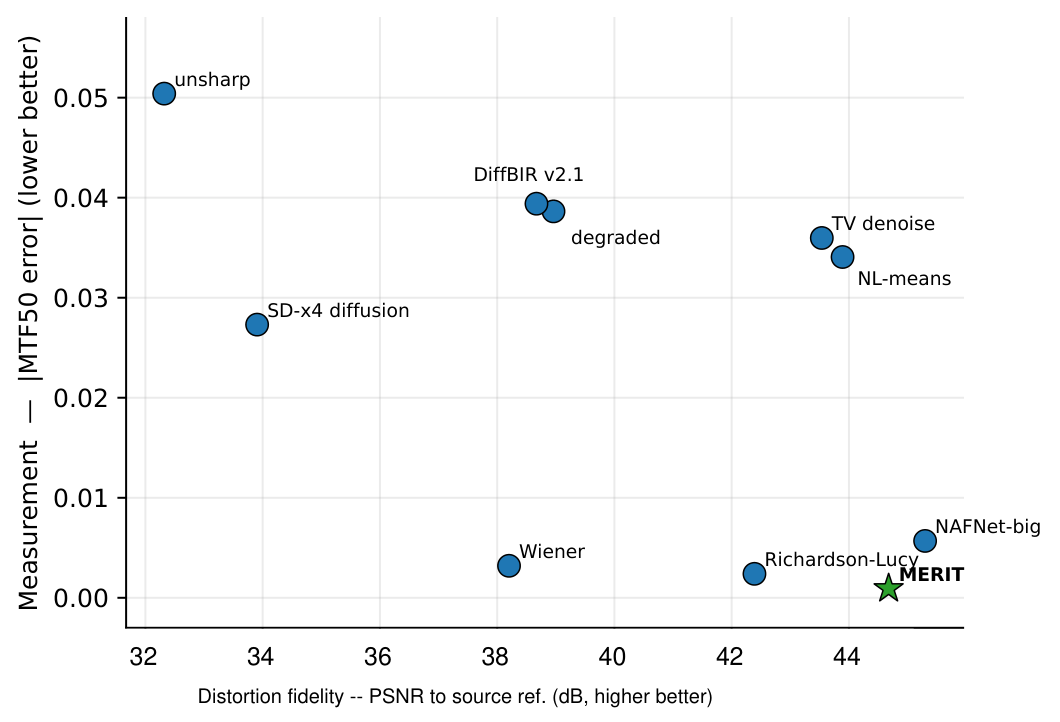 Measurement — |MTF50 error| (lower better)
0.05
0.04
0.03
0.02
0.01
0.00
unsharp
DiffBIR v2.1
degraded
TV denoise
NL-means
SD-x4 diffusion
NAFNet-big
Wiener
Richardson-Lucy
MERIT
32 34 36 38 40 42 44
Distortion fidelity -- PSNR to source ref. (dB, higher better)